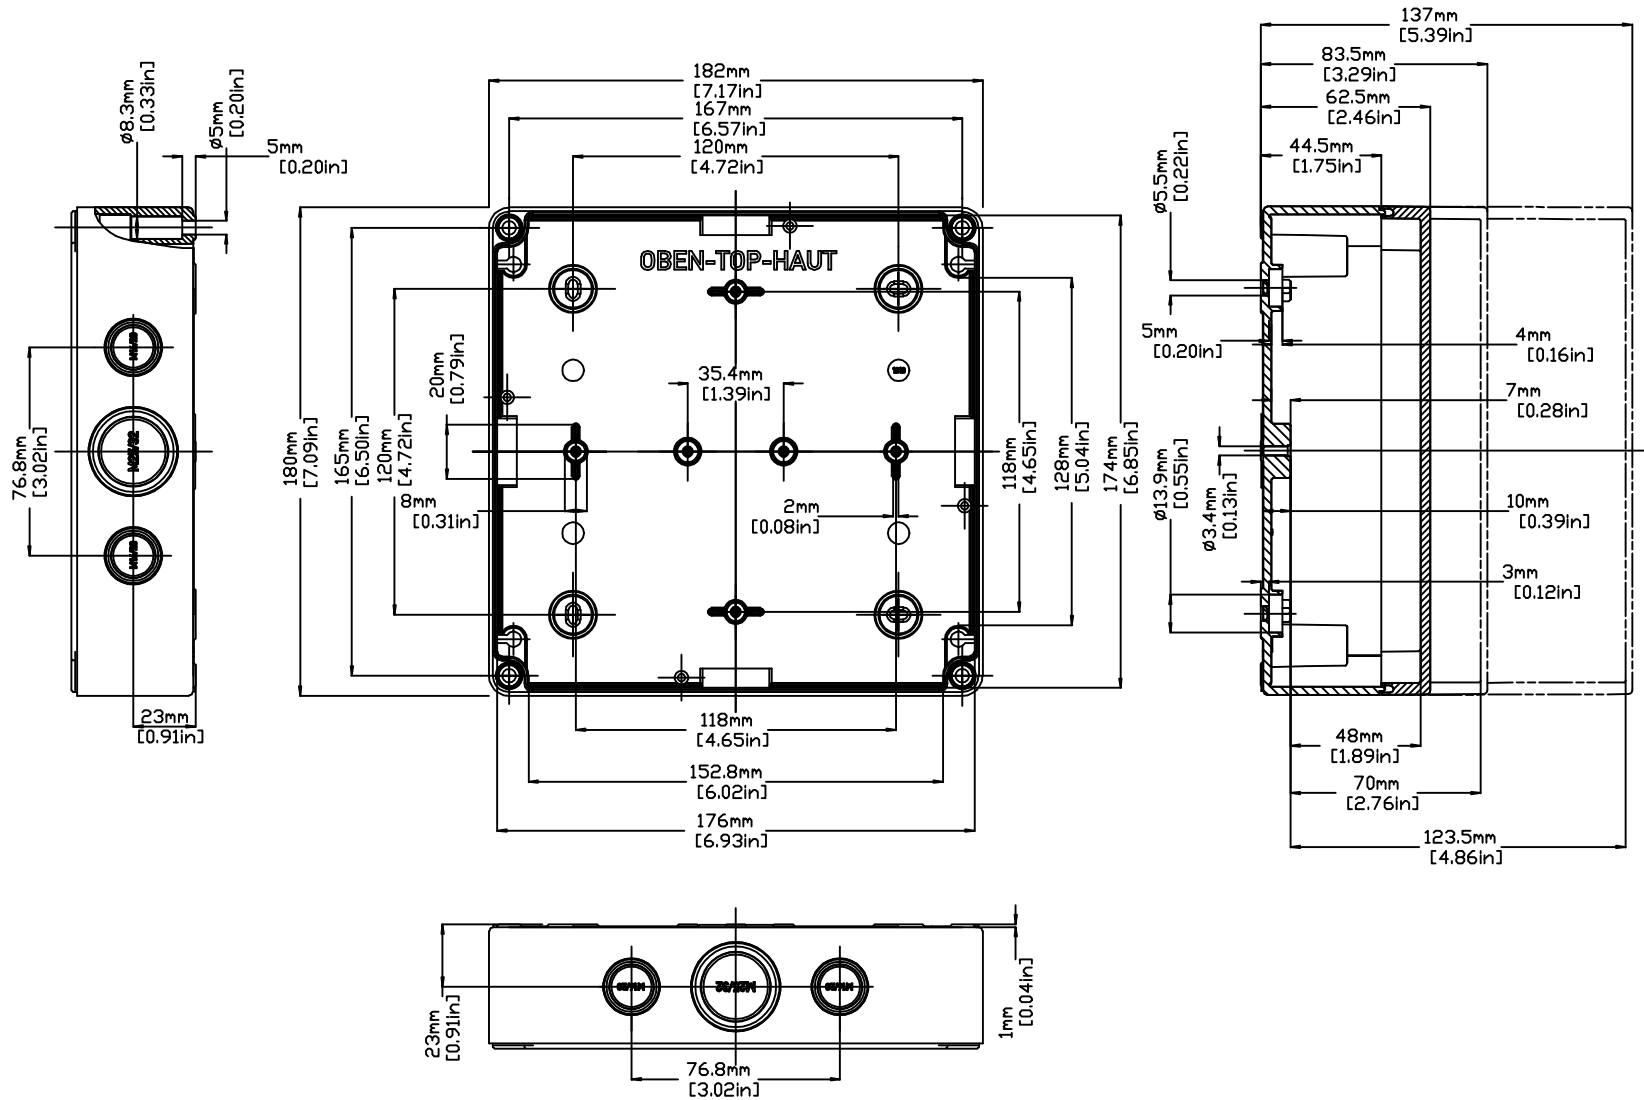 137mm
[5.39in]
83.5mm
[3.29in]
62.5mm
[2.46in]
44.5mm
[1.75in]
182mm
[7.17in]
167mm
[6.57in]
120mm
[4.72in]
ø8.3mm
[0.33in]
ø5mm
[0.20in]
5mm
[0.20in]
ø5.5mm
[0.22in]
OBEN-TOP-HAUT
5mm
[0.20in]
4mm
[0.16in]
20mm
[0.79in]
35.4mm
[1.39in]
7mm
[0.28in]
76.8mm
[3.02in]
M25/32
180mm
[7.09in]
165mm
[6.50in]
120mm
[4.72in]
118mm
[4.65in]
128mm
[5.04in]
174mm
[6.85in]
ø13.9mm
[0.55in]
ø3.4mm
[0.13in]
8mm
[0.31in]
2mm
[0.08in]
10mm
[0.39in]
3mm
[0.12in]
23mm
[0.91in]
118mm
[4.65in]
48mm
[1.89in]
152.8mm
[6.02in]
70mm
[2.76in]
176mm
[6.93in]
123.5mm
[4.86in]
M25/32
23mm
[0.91in]
1mm
[0.04in]
76.8mm
[3.02in]